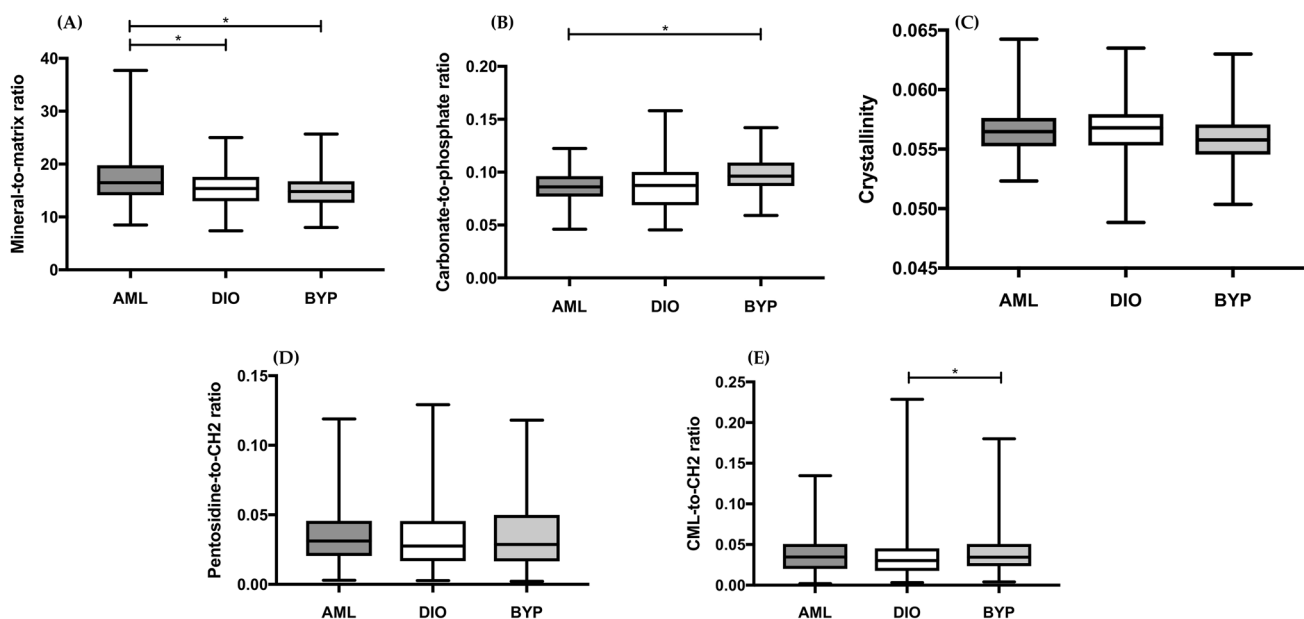 (A)
*
*
Mineral-to-matrix ratio
40
30
20
10
0
AML DIO BYP
(B)
*
Carbonate-to-phosphate ratio
0.20
0.15
0.10
0.05
0.00
AML DIO BYP
(C)
Crystallinity
0.065
0.060
0.055
0.050
0.045
AML DIO BYP
(D)
Pentosidine-to-CH2 ratio
0.15
0.10
0.05
0.00
AML DIO BYP
(E)
*
CML-to-CH2 ratio
0.25
0.20
0.15
0.10
0.05
0.00
AML DIO BYP